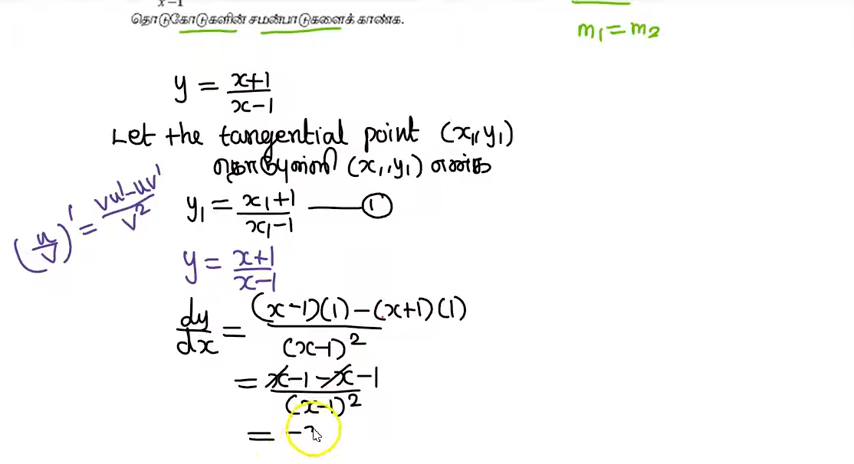 x−1
தொடுகோடுகளின் சமன்பாடுகளைக் காண்க.
m₁ = m₂
y = (x+1)/(x−1)
Let the tangential point (x₁, y₁)
தொடுபுள்ளி (x₁, y₁) என்க
y₁ = (x₁+1)/(x₁−1) ——— ①
(u/v)' = (vu' − uv')/v²
y = (x+1)/(x−1)
dy/dx = ((x−1)(1) − (x+1)(1))/(x−1)²
= (x−1−x−1)/(x−1)²
= −